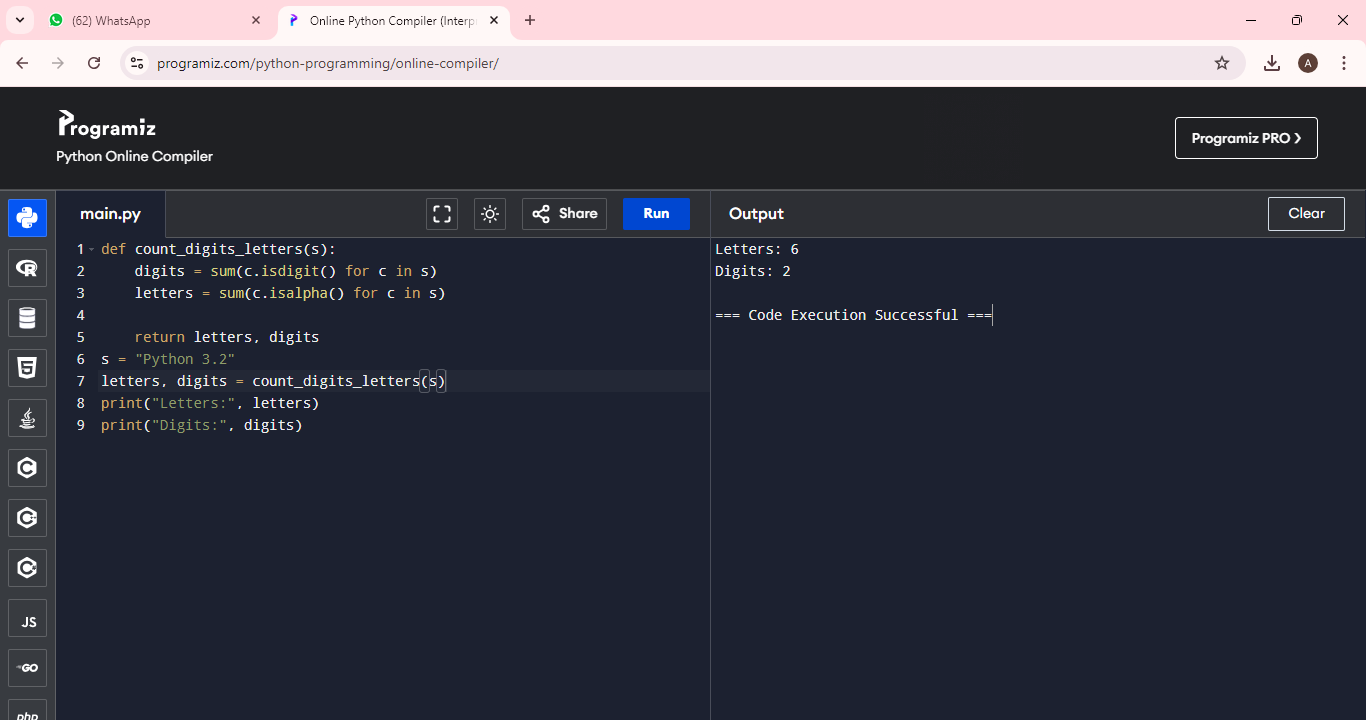 (62) WhatsApp
Online Python Compiler (Interp
programiz.com/python-programming/online-compiler/
A
Programiz
Python Online Compiler
Programiz PRO ❯
main.py
Share
Run
Output
Clear
1 def count_digits_letters(s):
2     digits = sum(c.isdigit() for c in s)
3     letters = sum(c.isalpha() for c in s)
4
5     return letters, digits
6 s = "Python 3.2"
7 letters, digits = count_digits_letters(s)
8 print("Letters:", letters)
9 print("Digits:", digits)
Letters: 6
Digits: 2
=== Code Execution Successful ===
R
5
C
C
C
JS
GO
php